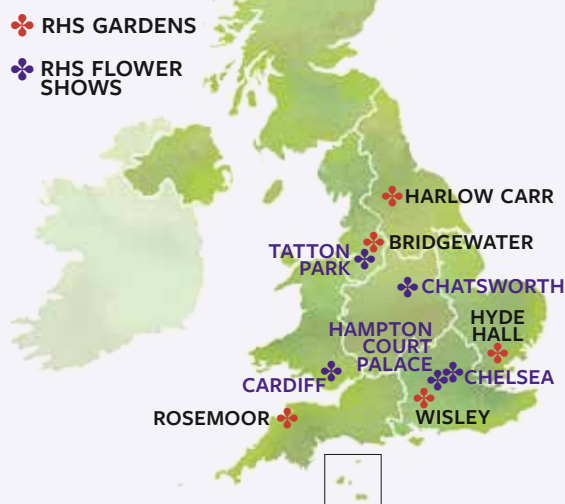 RHS GARDENS
RHS FLOWER
SHOWS
HARLOW CARR
BRIDGEWATER
TATTON
PARK
CHATSWORTH
HYDE
HALL
HAMPTON
COURT
PALACE
CHELSEA
CARDIFF
WISLEY
ROSEMOOR